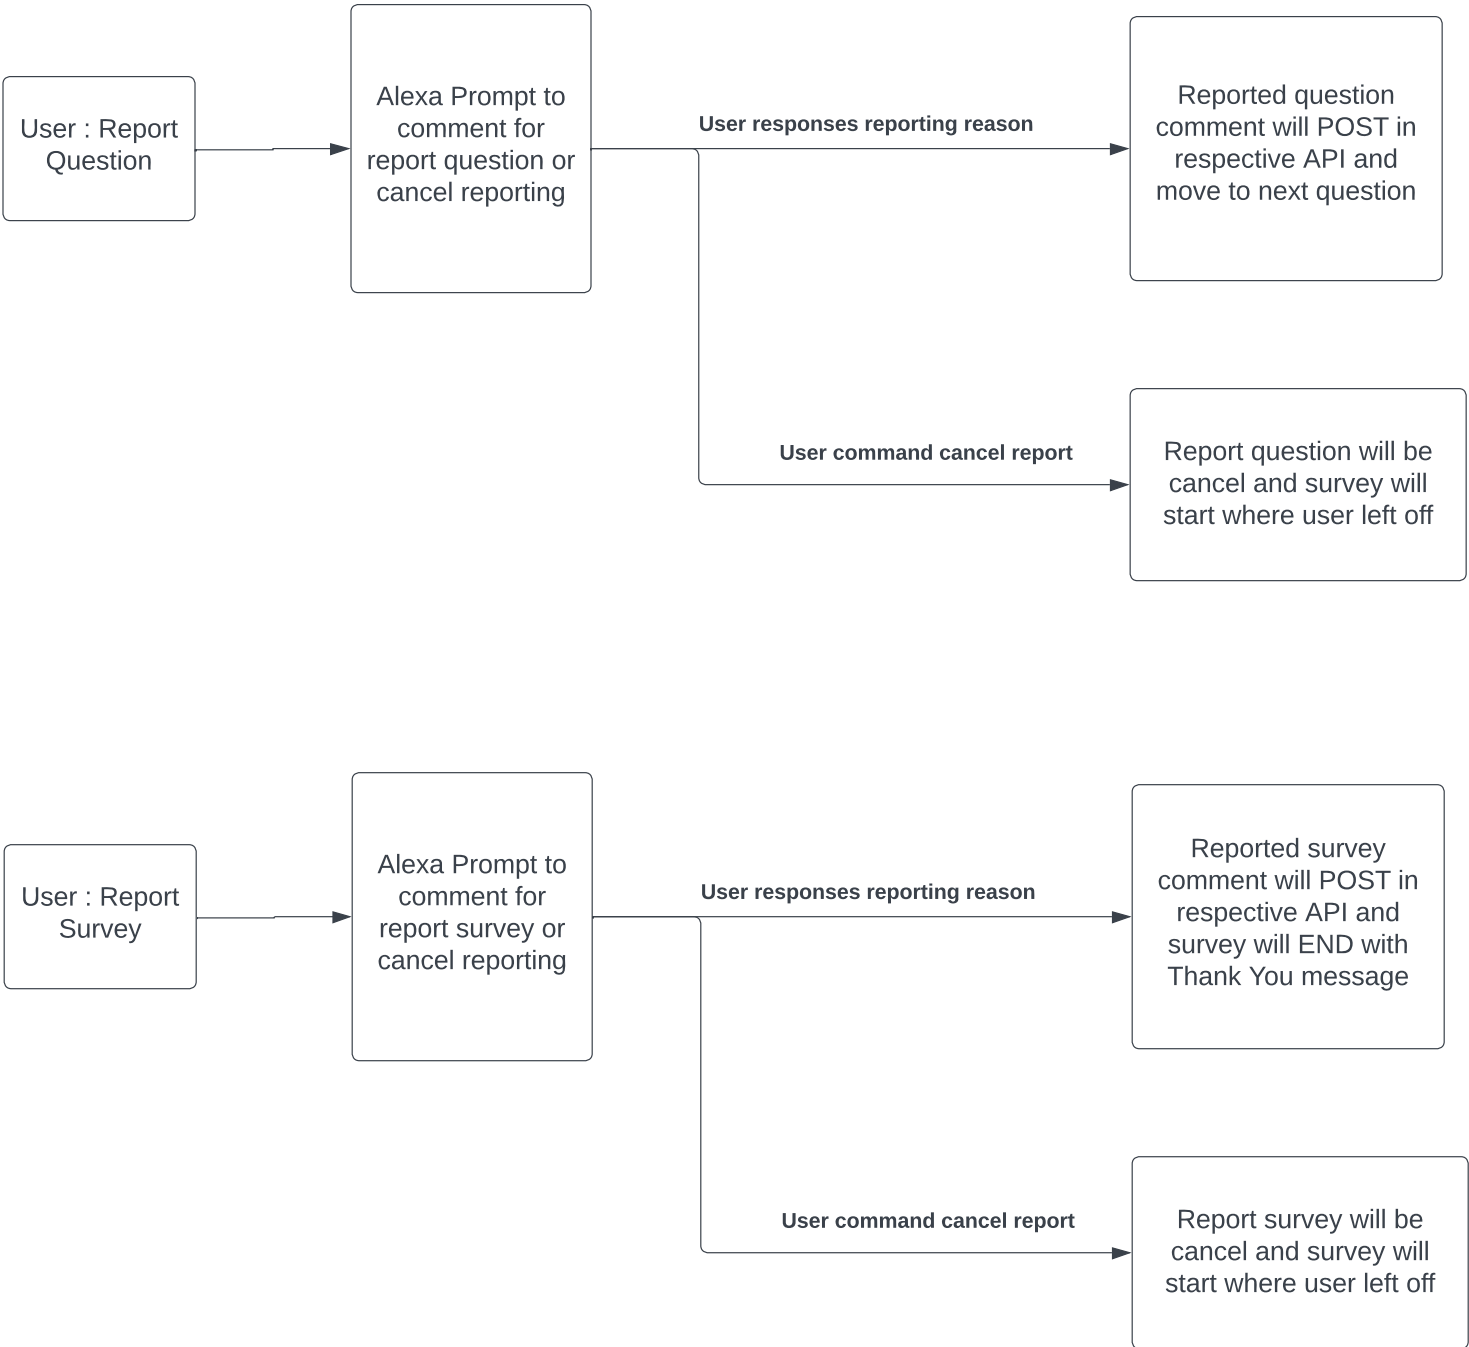 User : Report
Question
Alexa Prompt to
comment for
report question or
cancel reporting
User responses reporting reason
Reported question
comment will POST in
respective API and
move to next question
User command cancel report
Report question will be
cancel and survey will
start where user left off
User : Report
Survey
Alexa Prompt to
comment for
report survey or
cancel reporting
User responses reporting reason
Reported survey
comment will POST in
respective API and
survey will END with
Thank You message
User command cancel report
Report survey will be
cancel and survey will
start where user left off